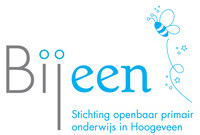 Bijeen
Stichting openbaar primair
onderwijs in Hoogeveen